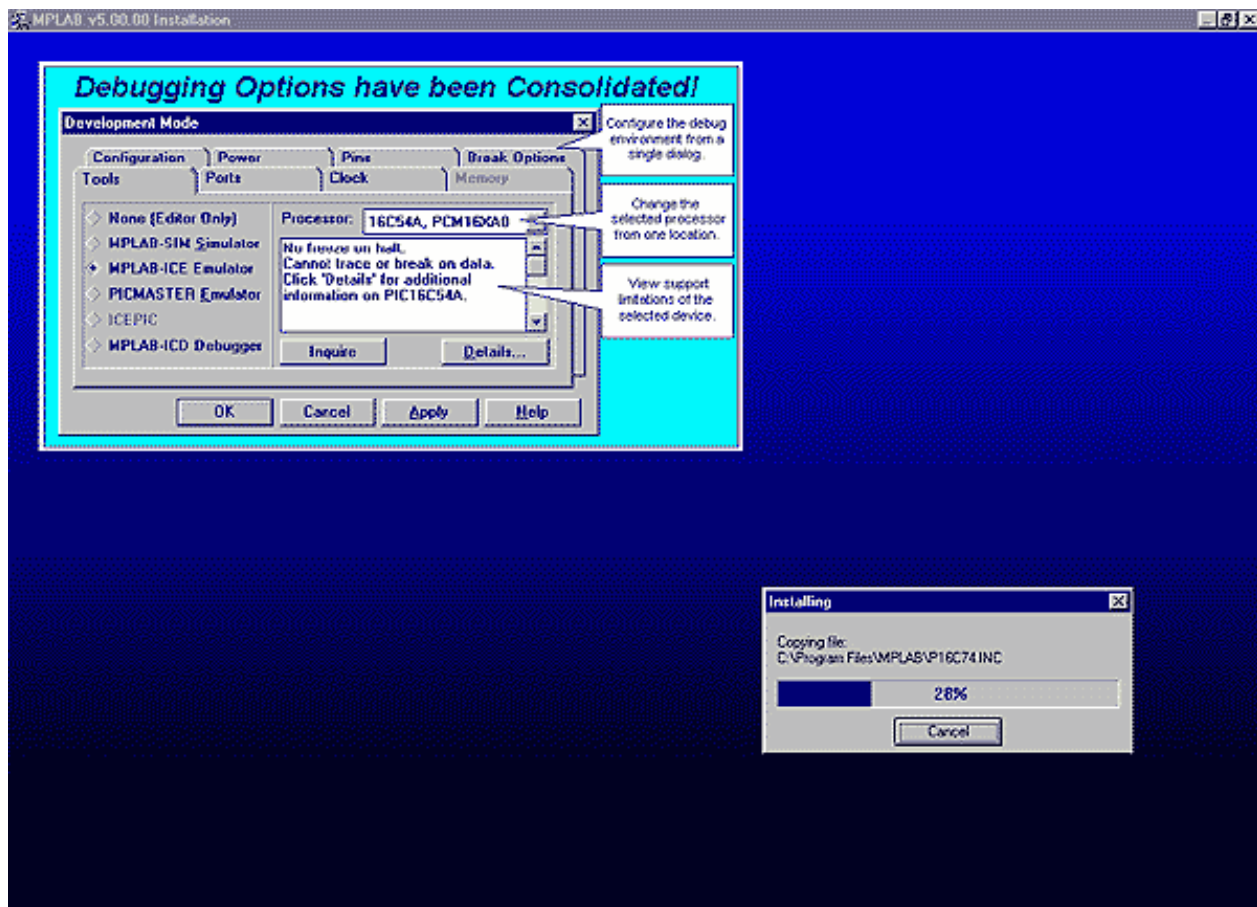 MPLAB v5.00.00 Installation
Debugging Options have been Consolidated!
Development Mode
Configuration Power Pins Break Options
Tools Ports Clock Memory
None (Editor Only)
MPLAB-SIM Simulator
MPLAB-ICE Emulator
PICMASTER Emulator
ICEPIC
MPLAB-ICD Debugger
Processor: 16C54A, PCM16XA0
No freeze on halt.
Cannot trace or break on data.
Click "Details" for additional
information on PIC16C54A.
Inquire Details...
OK Cancel Apply Help
Configure the debug
environment from a
single dialog.
Change the
selected processor
from one location.
View support
limitations of the
selected device.
Installing
Copying file:
C:\Program Files\MPLAB\P16C74.INC
28%
Cancel